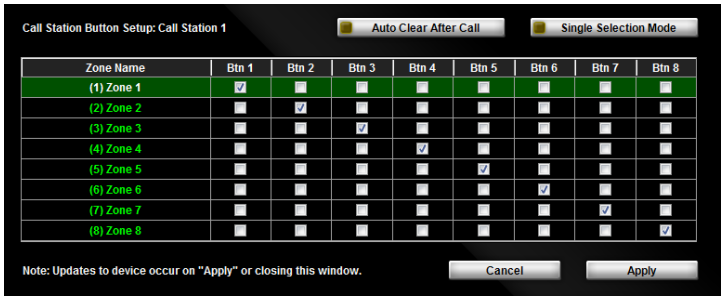 Call Station Button Setup: Call Station 1 Auto Clear After Call Single Selection Mode
Zone Name Btn 1 Btn 2 Btn 3 Btn 4 Btn 5 Btn 6 Btn 7 Btn 8
(1) Zone 1
(2) Zone 2
(3) Zone 3
(4) Zone 4
(5) Zone 5
(6) Zone 6
(7) Zone 7
(8) Zone 8
Note: Updates to device occur on "Apply" or closing this window. Cancel Apply